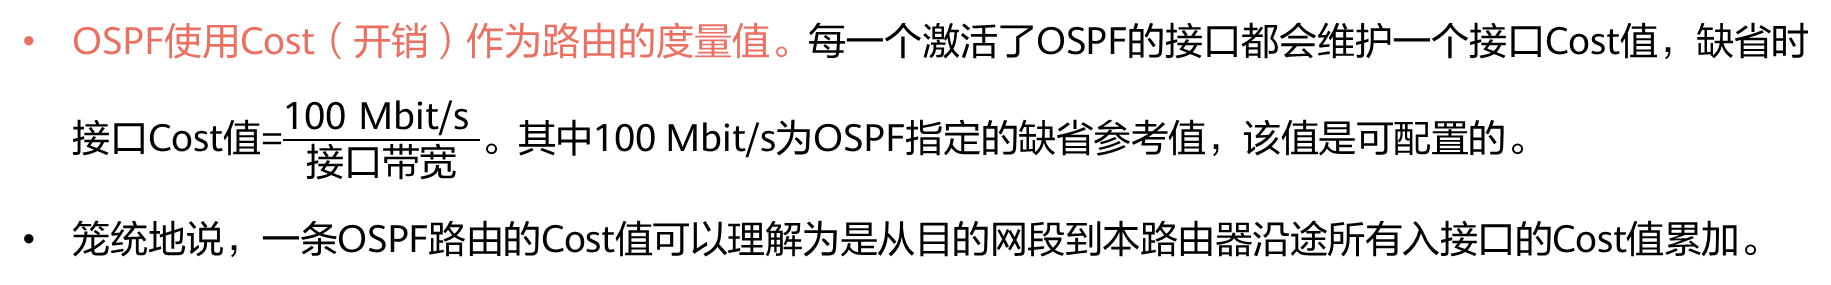 • OSPF使用Cost（开销）作为路由的度量值。每一个激活了OSPF的接口都会维护一个接口Cost值，缺省时
接口Cost值=100 Mbit/s/接口带宽。其中100 Mbit/s为OSPF指定的缺省参考值，该值是可配置的。
• 笼统地说，一条OSPF路由的Cost值可以理解为是从目的网段到本路由器沿途所有入接口的Cost值累加。